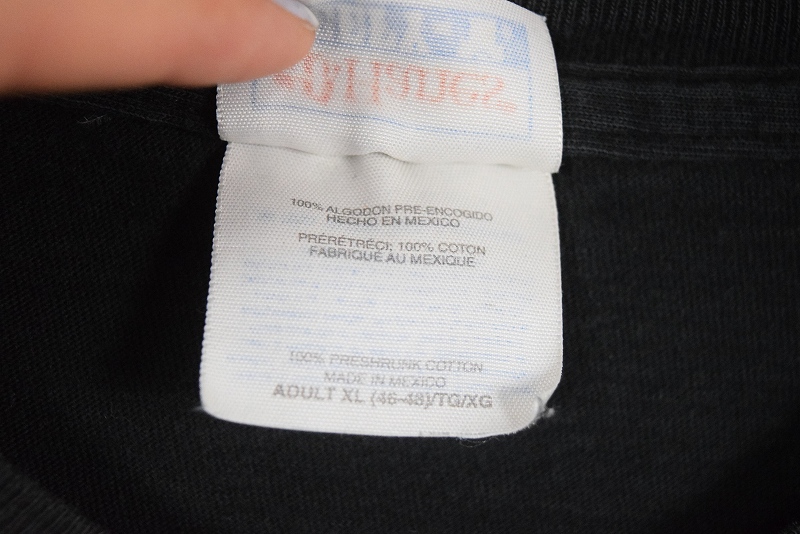 100% ALGODON PRE-ENCOGIDO
HECHO EN MEXICO
PRÉRÉTRÉCI: 100% COTON
FABRIQUÉ AU MEXIQUE
100% PRESHRUNK COTTON
MADE IN MEXICO
ADULT XL (46-48)/TG/XG